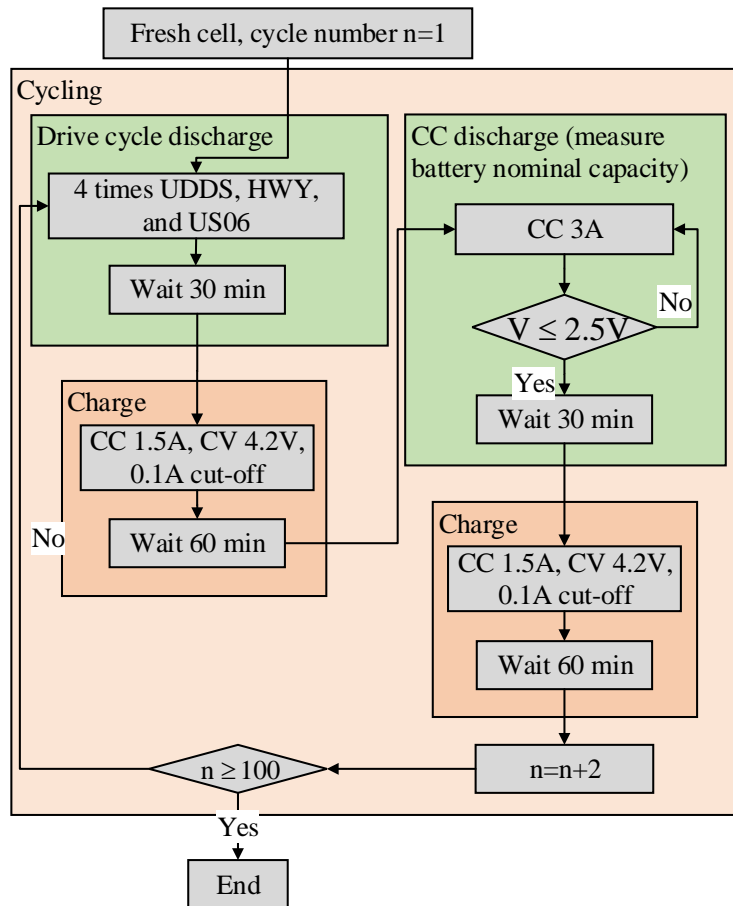 Fresh cell, cycle number n=1
Cycling
Drive cycle discharge
4 times UDDS, HWY,
and US06
Wait 30 min
Charge
CC 1.5A, CV 4.2V,
0.1A cut-off
Wait 60 min
No
CC discharge (measure
battery nominal capacity)
CC 3A
No
V ≤ 2.5V
Yes
Wait 30 min
Charge
CC 1.5A, CV 4.2V,
0.1A cut-off
Wait 60 min
n=n+2
n ≥ 100
Yes
End